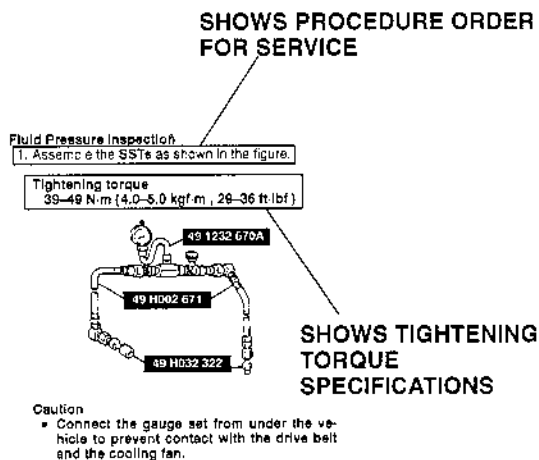 SHOWS PROCEDURE ORDER
FOR SERVICE
Fluid Pressure Inspection
1. Assemble the SSTs as shown in the figure.
Tightening torque
39–49 N·m {4.0–5.0 kgf·m , 29–36 ft·lbf}
49 1232 670A
49 H002 671
49 H032 322
SHOWS TIGHTENING
TORQUE
SPECIFICATIONS
Caution
• Connect the gauge set from under the ve-
hicle to prevent contact with the drive belt
and the cooling fan.